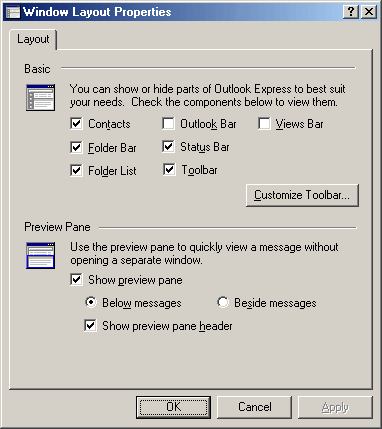 Window Layout Properties
Layout
Basic
You can show or hide parts of Outlook Express to best suit
your needs. Check the components below to view them.
Contacts Outlook Bar Views Bar
Folder Bar Status Bar
Folder List Toolbar
Customize Toolbar...
Preview Pane
Use the preview pane to quickly view a message without
opening a separate window.
Show preview pane
Below messages Beside messages
Show preview pane header
OK Cancel Apply